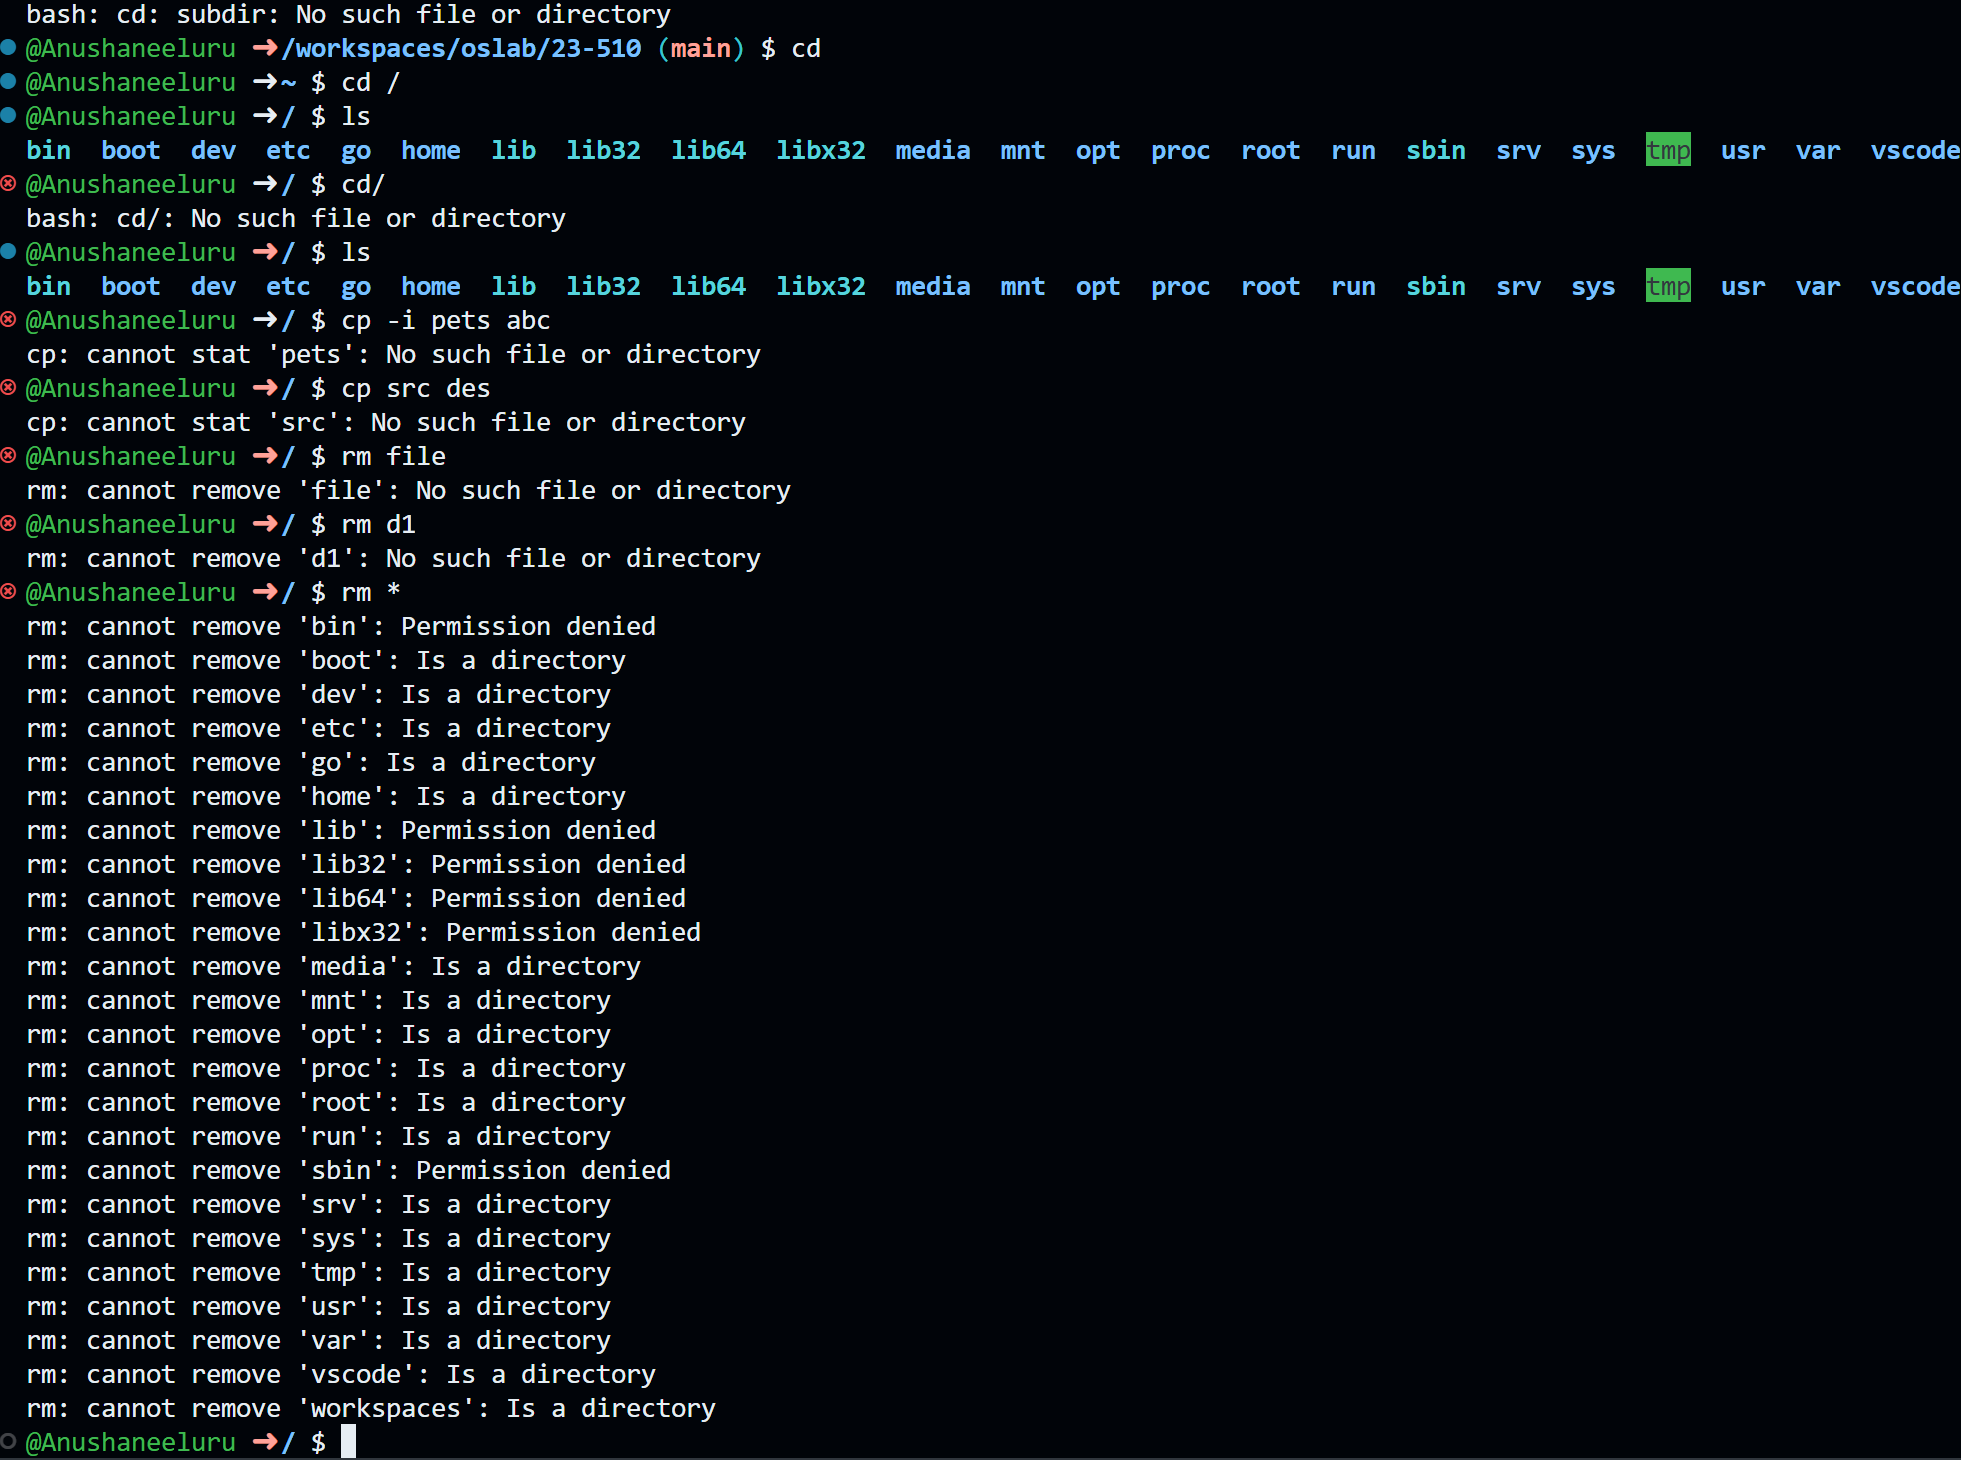 bash: cd: subdir: No such file or directory
@Anushaneeluru ➜/workspaces/oslab/23-510 (main) $ cd
@Anushaneeluru ➜~ $ cd /
@Anushaneeluru ➜/ $ ls
bin  boot  dev  etc  go  home  lib  lib32  lib64  libx32  media  mnt  opt  proc  root  run  sbin  srv  sys  tmp  usr  var  vscode
@Anushaneeluru ➜/ $ cd/
bash: cd/: No such file or directory
@Anushaneeluru ➜/ $ ls
bin  boot  dev  etc  go  home  lib  lib32  lib64  libx32  media  mnt  opt  proc  root  run  sbin  srv  sys  tmp  usr  var  vscode
@Anushaneeluru ➜/ $ cp -i pets abc
cp: cannot stat 'pets': No such file or directory
@Anushaneeluru ➜/ $ cp src des
cp: cannot stat 'src': No such file or directory
@Anushaneeluru ➜/ $ rm file
rm: cannot remove 'file': No such file or directory
@Anushaneeluru ➜/ $ rm d1
rm: cannot remove 'd1': No such file or directory
@Anushaneeluru ➜/ $ rm *
rm: cannot remove 'bin': Permission denied
rm: cannot remove 'boot': Is a directory
rm: cannot remove 'dev': Is a directory
rm: cannot remove 'etc': Is a directory
rm: cannot remove 'go': Is a directory
rm: cannot remove 'home': Is a directory
rm: cannot remove 'lib': Permission denied
rm: cannot remove 'lib32': Permission denied
rm: cannot remove 'lib64': Permission denied
rm: cannot remove 'libx32': Permission denied
rm: cannot remove 'media': Is a directory
rm: cannot remove 'mnt': Is a directory
rm: cannot remove 'opt': Is a directory
rm: cannot remove 'proc': Is a directory
rm: cannot remove 'root': Is a directory
rm: cannot remove 'run': Is a directory
rm: cannot remove 'sbin': Permission denied
rm: cannot remove 'srv': Is a directory
rm: cannot remove 'sys': Is a directory
rm: cannot remove 'tmp': Is a directory
rm: cannot remove 'usr': Is a directory
rm: cannot remove 'var': Is a directory
rm: cannot remove 'vscode': Is a directory
rm: cannot remove 'workspaces': Is a directory
@Anushaneeluru ➜/ $